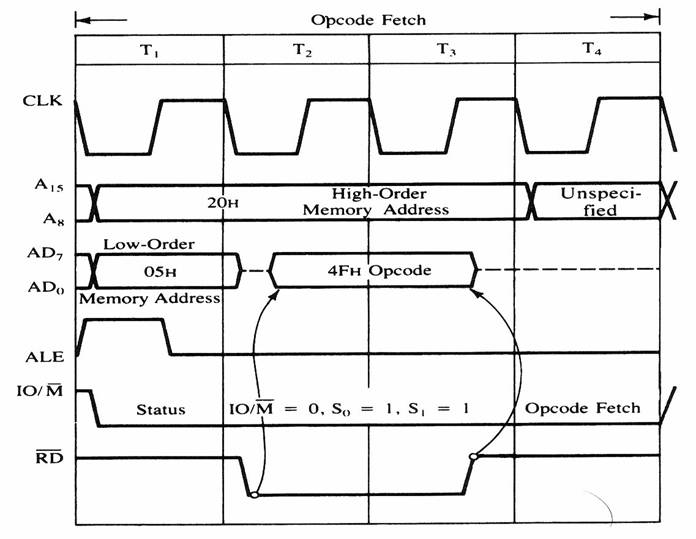 Opcode Fetch
T₁ T₂ T₃ T₄
CLK
A₁₅
20H High-Order Unspeci-
Memory Address fied
A₈
AD₇ Low-Order
05H 4FH Opcode
AD₀
Memory Address
ALE
IO/M̅
Status IO/M̅ = 0, S₀ = 1, S₁ = 1 Opcode Fetch
R̅D̅